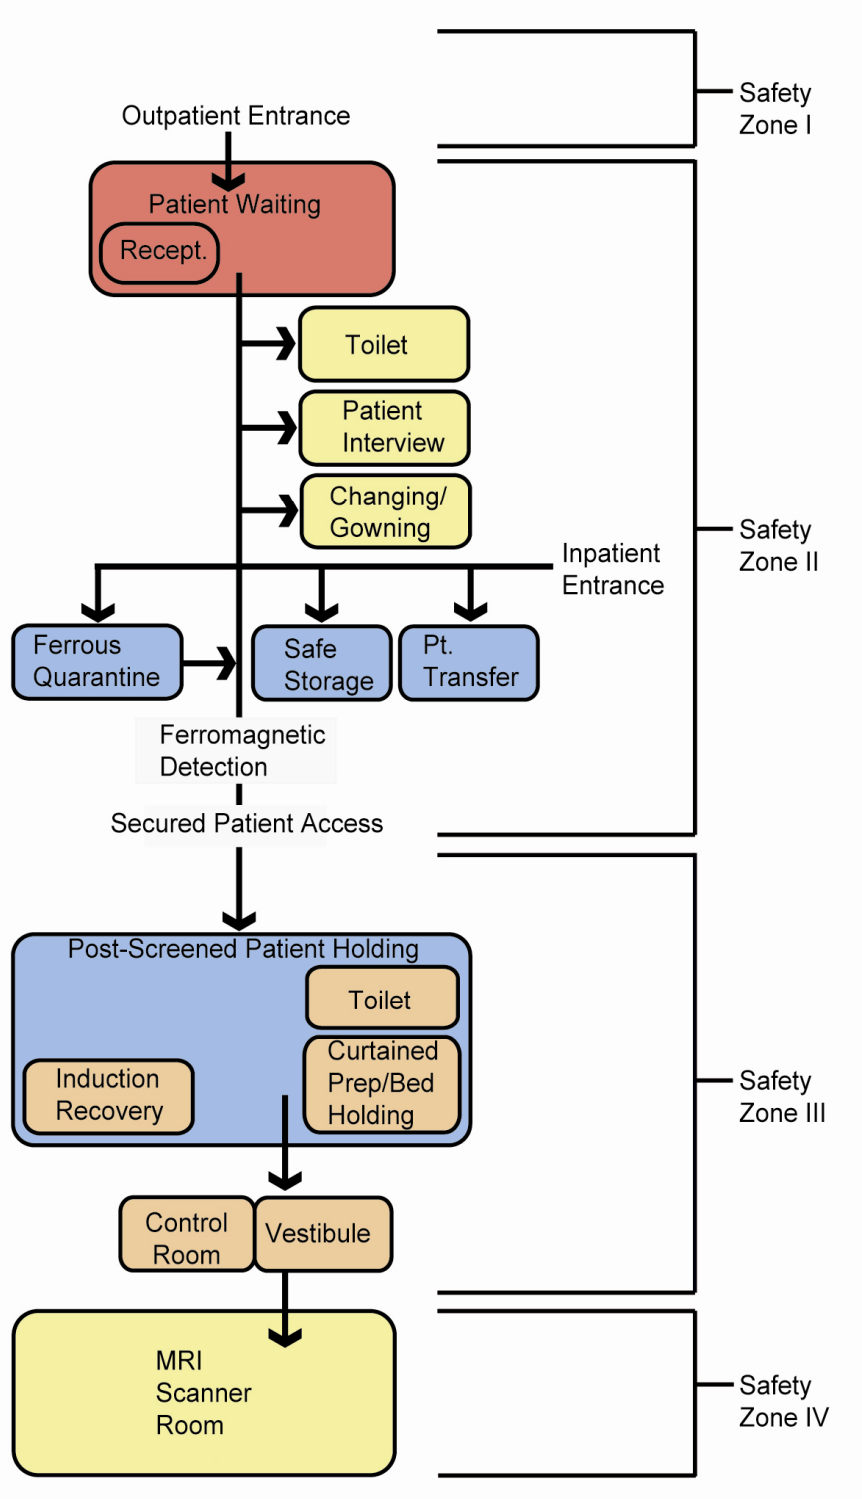 Safety
Zone I
Outpatient Entrance
Patient Waiting
Recept.
Toilet
Patient
Interview
Changing/
Gowning
Safety
Zone II
Inpatient
Entrance
Ferrous
Quarantine
Safe
Storage
Pt.
Transfer
Ferromagnetic
Detection
Secured Patient Access
Post-Screened Patient Holding
Toilet
Curtained
Prep/Bed
Holding
Induction
Recovery
Safety
Zone III
Control
Room
Vestibule
MRI
Scanner
Room
Safety
Zone IV